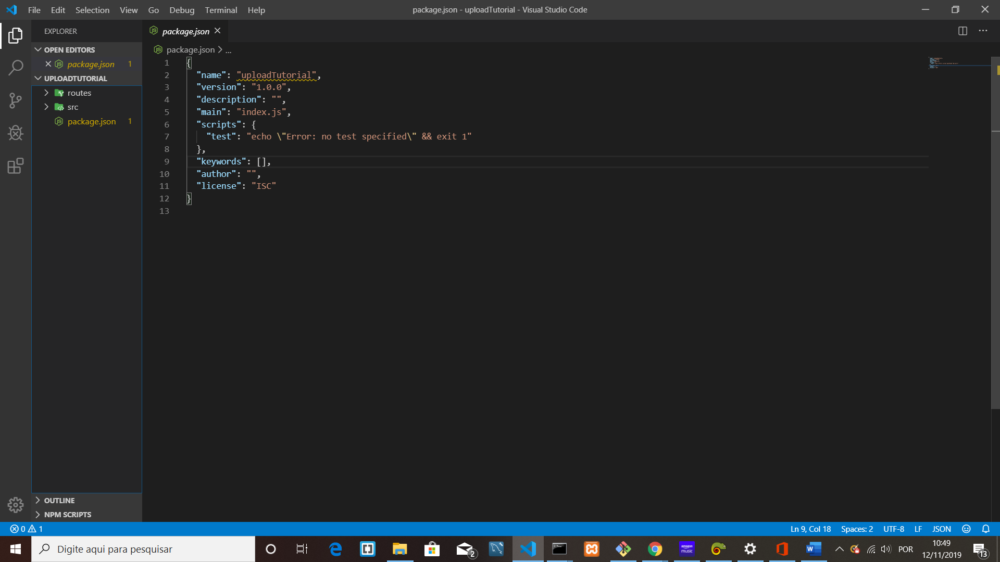 File Edit Selection View Go Debug Terminal Help
package.json - uploadTutorial - Visual Studio Code
EXPLORER
package.json
OPEN EDITORS
package.json 1
UPLOADTUTORIAL
routes
src
package.json 1
package.json > ...
1 {
2 "name": "uploadTutorial",
3 "version": "1.0.0",
4 "description": "",
5 "main": "index.js",
6 "scripts": {
7 "test": "echo \"Error: no test specified\" && exit 1"
8 },
9 "keywords": [],
10 "author": "",
11 "license": "ISC"
12 }
13
OUTLINE
NPM SCRIPTS
0 1
Ln 9, Col 18 Spaces: 2 UTF-8 LF JSON
Digite aqui para pesquisar
2
amazon music
POR
10:49
12/11/2019
13